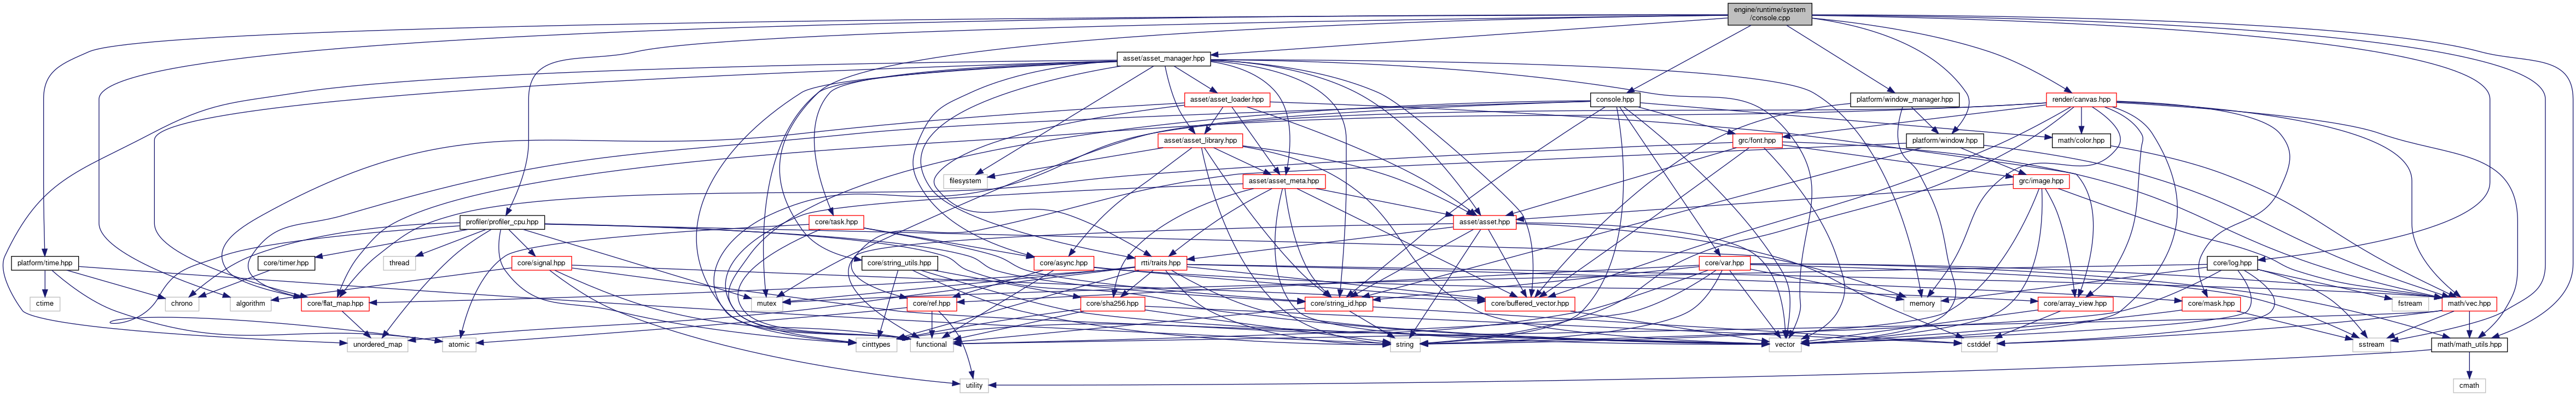 engine/runtime/system
/console.cpp
asset/asset_manager.hpp
asset/asset_loader.hpp
console.hpp
platform/window_manager.hpp
render/canvas.hpp
asset/asset_library.hpp
grc/font.hpp
platform/window.hpp
math/color.hpp
filesystem
asset/asset_meta.hpp
grc/image.hpp
profiler/profiler_cpu.hpp
core/task.hpp
asset/asset.hpp
platform/time.hpp
core/timer.hpp
thread
core/signal.hpp
core/string_utils.hpp
core/async.hpp
rtti/traits.hpp
core/var.hpp
core/log.hpp
ctime
chrono
algorithm
core/flat_map.hpp
mutex
core/ref.hpp
core/sha256.hpp
core/string_id.hpp
core/buffered_vector.hpp
memory
core/array_view.hpp
core/mask.hpp
fstream
math/vec.hpp
unordered_map
atomic
cinttypes
functional
string
vector
cstddef
sstream
math/math_utils.hpp
utility
cmath